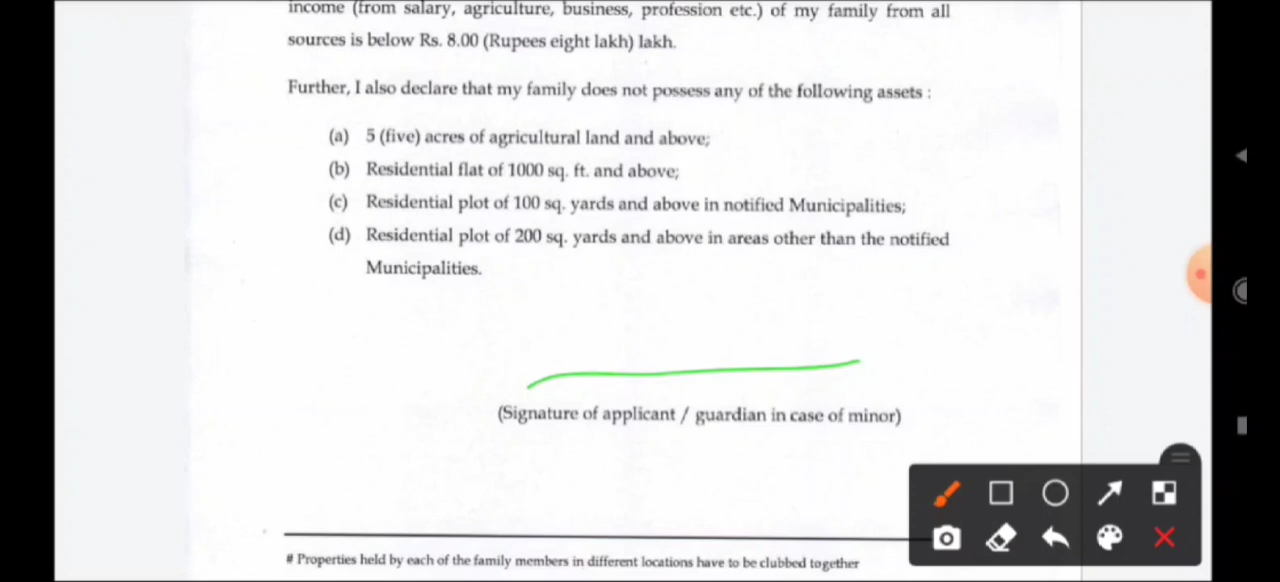 income (from salary, agriculture, business, profession etc.) of my family from all
sources is below Rs. 8.00 (Rupees eight lakh) lakh.
Further, I also declare that my family does not possess any of the following assets :
(a) 5 (five) acres of agricultural land and above;
(b) Residential flat of 1000 sq. ft. and above;
(c) Residential plot of 100 sq. yards and above in notified Municipalities;
(d) Residential plot of 200 sq. yards and above in areas other than the notified
Municipalities.
(Signature of applicant / guardian in case of minor)
# Properties held by each of the family members in different locations have to be clubbed together